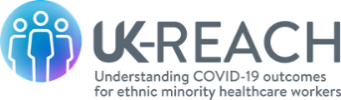 UK-REACH
Understanding COVID-19 outcomes
for ethnic minority healthcare workers